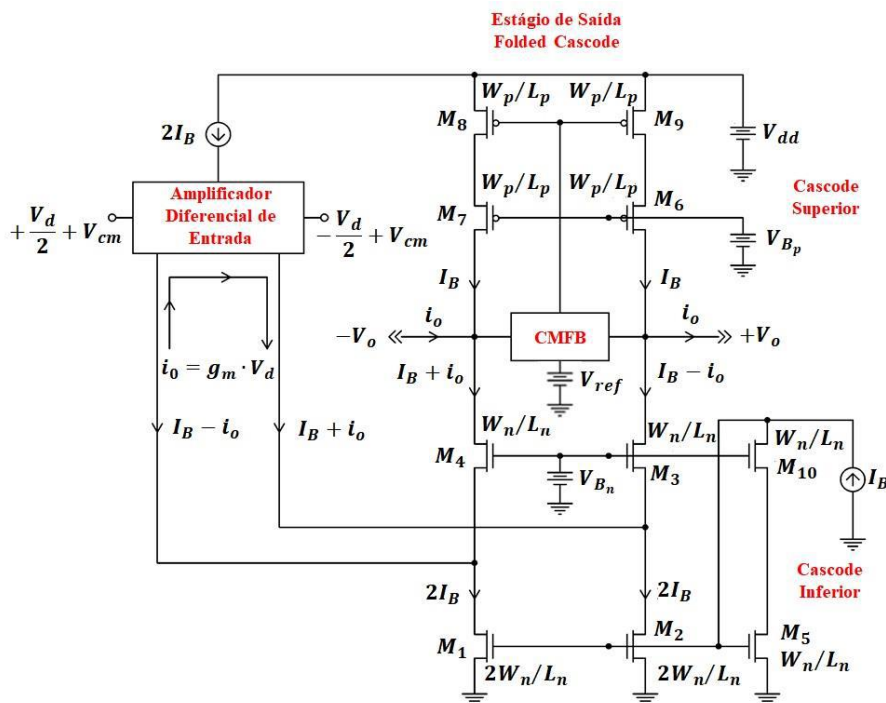 Estágio de Saída
Folded Cascode
W_p/L_p W_p/L_p
M_8 M_9
2I_B
V_dd
Amplificador
Diferencial de
Entrada
+ V_d/2 + V_cm
- V_d/2 + V_cm
W_p/L_p W_p/L_p
M_7 M_6
Cascode
Superior
V_B_p
I_B I_B
i_o i_o
-V_o CMFB +V_o
i_0 = g_m · V_d
I_B + i_o V_ref I_B - i_o
I_B - i_o I_B + i_o
W_n/L_n W_n/L_n W_n/L_n
M_4 M_3 M_10
V_B_n
I_B
Cascode
Inferior
2I_B 2I_B
M_1 M_2 M_5
2W_n/L_n 2W_n/L_n W_n/L_n